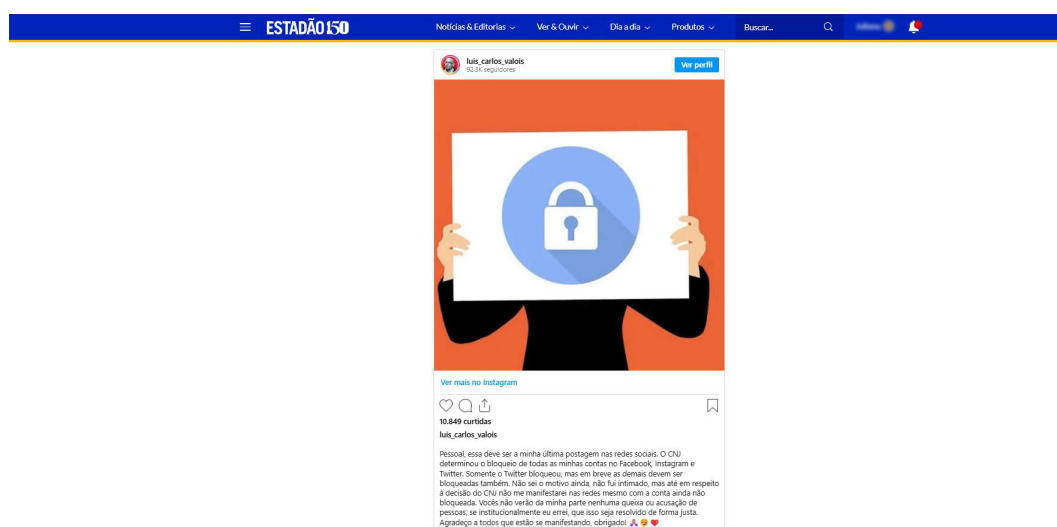 ESTADÃO 150
Notícias & Editorias
Ver & Ouvir
Dia a dia
Produtos
Buscar...
luis_carlos_valois
92.3K seguidores
Ver perfil
Ver mais no Instagram
10.849 curtidas
luis_carlos_valois
Pessoal, essa deve ser a minha última postagem nas redes sociais. O CNJ
determinou o bloqueio de todas as minhas contas no Facebook, Instagram e
Twitter. Somente o Twitter bloqueou, mas em breve as demais devem ser
bloqueadas também. Não sei o motivo ainda, não fui intimado, mas até em respeito
à decisão do CNJ não me manifestarei nas redes mesmo com a conta ainda não
bloqueada. Vocês não verão da minha parte nenhuma queixa ou acusação de
pessoas, se institucionalmente eu errei, que isso seja resolvido de forma justa.
Agradeço a todos que estão se manifestando, obrigado! 🙏🏽😍❤️